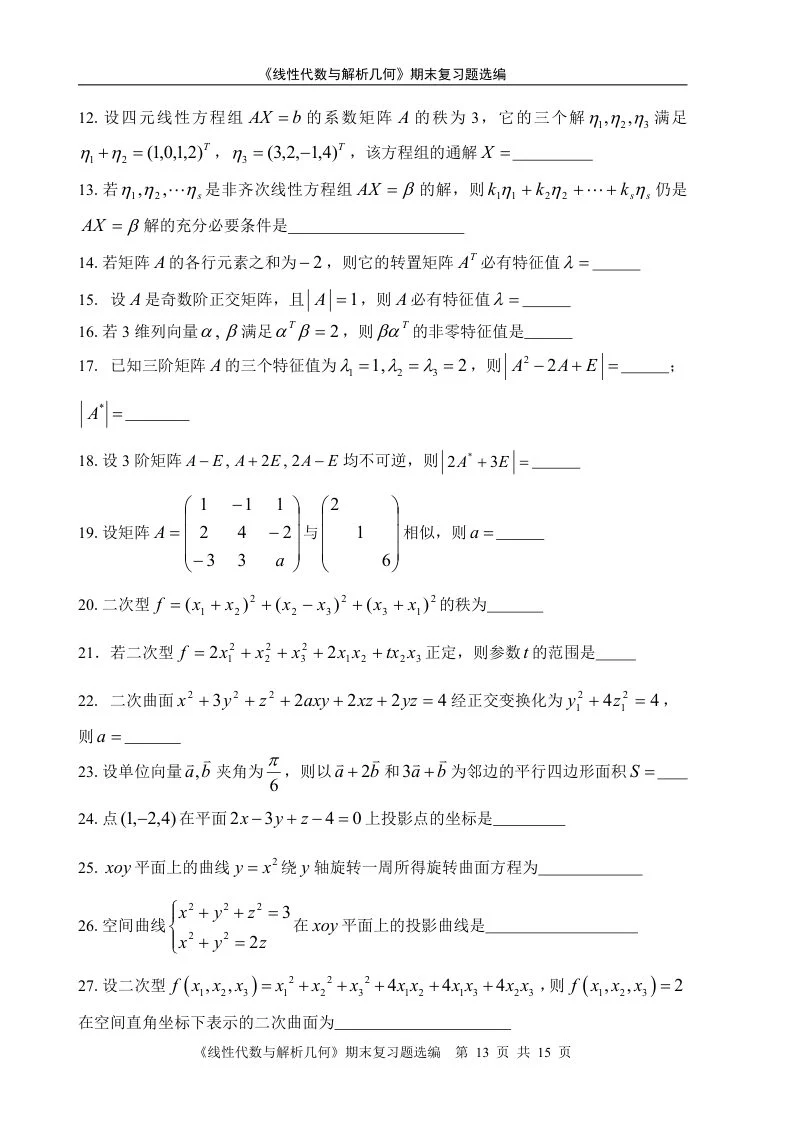 《线性代数与解析几何》期末复习题选编
12. 设四元线性方程组 AX = b 的系数矩阵 A 的秩为 3，它的三个解 η₁,η₂,η₃ 满足
η₁+η₂ = (1,0,1,2)ᵀ，η₃ = (3,2,−1,4)ᵀ，该方程组的通解 X = __________
13. 若 η₁,η₂,⋯ηₛ 是非齐次线性方程组 AX = β 的解，则 k₁η₁ + k₂η₂ + ⋯ + kₛηₛ 仍是
AX = β 解的充分必要条件是______________________
14. 若矩阵 A 的各行元素之和为 −2，则它的转置矩阵 Aᵀ 必有特征值 λ = ______
15. 设 A 是奇数阶正交矩阵，且 |A| = 1，则 A 必有特征值 λ = ______
16. 若 3 维列向量 α, β 满足 αᵀβ = 2，则 βαᵀ 的非零特征值是______
17. 已知三阶矩阵 A 的三个特征值为 λ₁ = 1, λ₂ = λ₃ = 2，则 |A² − 2A + E| = ______；
|A*| = ________
18. 设 3 阶矩阵 A − E, A + 2E, 2A − E 均不可逆，则 |2A* + 3E| = ______
19. 设矩阵 A = (1 −1 1; 2 4 −2; −3 3 a) 与 (2; 1; 6) 相似，则 a = ______
20. 二次型 f = (x₁ + x₂)² + (x₂ − x₃)² + (x₃ + x₁)² 的秩为_______
21．若二次型 f = 2x₁² + x₂² + x₃² + 2x₁x₂ + tx₂x₃ 正定，则参数 t 的范围是_____
22. 二次曲面 x² + 3y² + z² + 2axy + 2xz + 2yz = 4 经正交变换化为 y₁² + 4z₁² = 4，
则 a = _______
23. 设单位向量 a⃗,b⃗ 夹角为 π/6，则以 a⃗ + 2b⃗ 和 3a⃗ + b⃗ 为邻边的平行四边形面积 S = ____
24. 点 (1,−2,4) 在平面 2x − 3y + z − 4 = 0 上投影点的坐标是_________
25. xoy 平面上的曲线 y = x² 绕 y 轴旋转一周所得旋转曲面方程为_____________
26. 空间曲线 {x² + y² + z² = 3; x² + y² = 2z 在 xoy 平面上的投影曲线是___________________
27. 设二次型 f(x₁,x₂,x₃) = x₁² + x₂² + x₃² + 4x₁x₂ + 4x₁x₃ + 4x₂x₃，则 f(x₁,x₂,x₃) = 2
在空间直角坐标下表示的二次曲面为______________________
《线性代数与解析几何》期末复习题选编 第 13 页 共 15 页